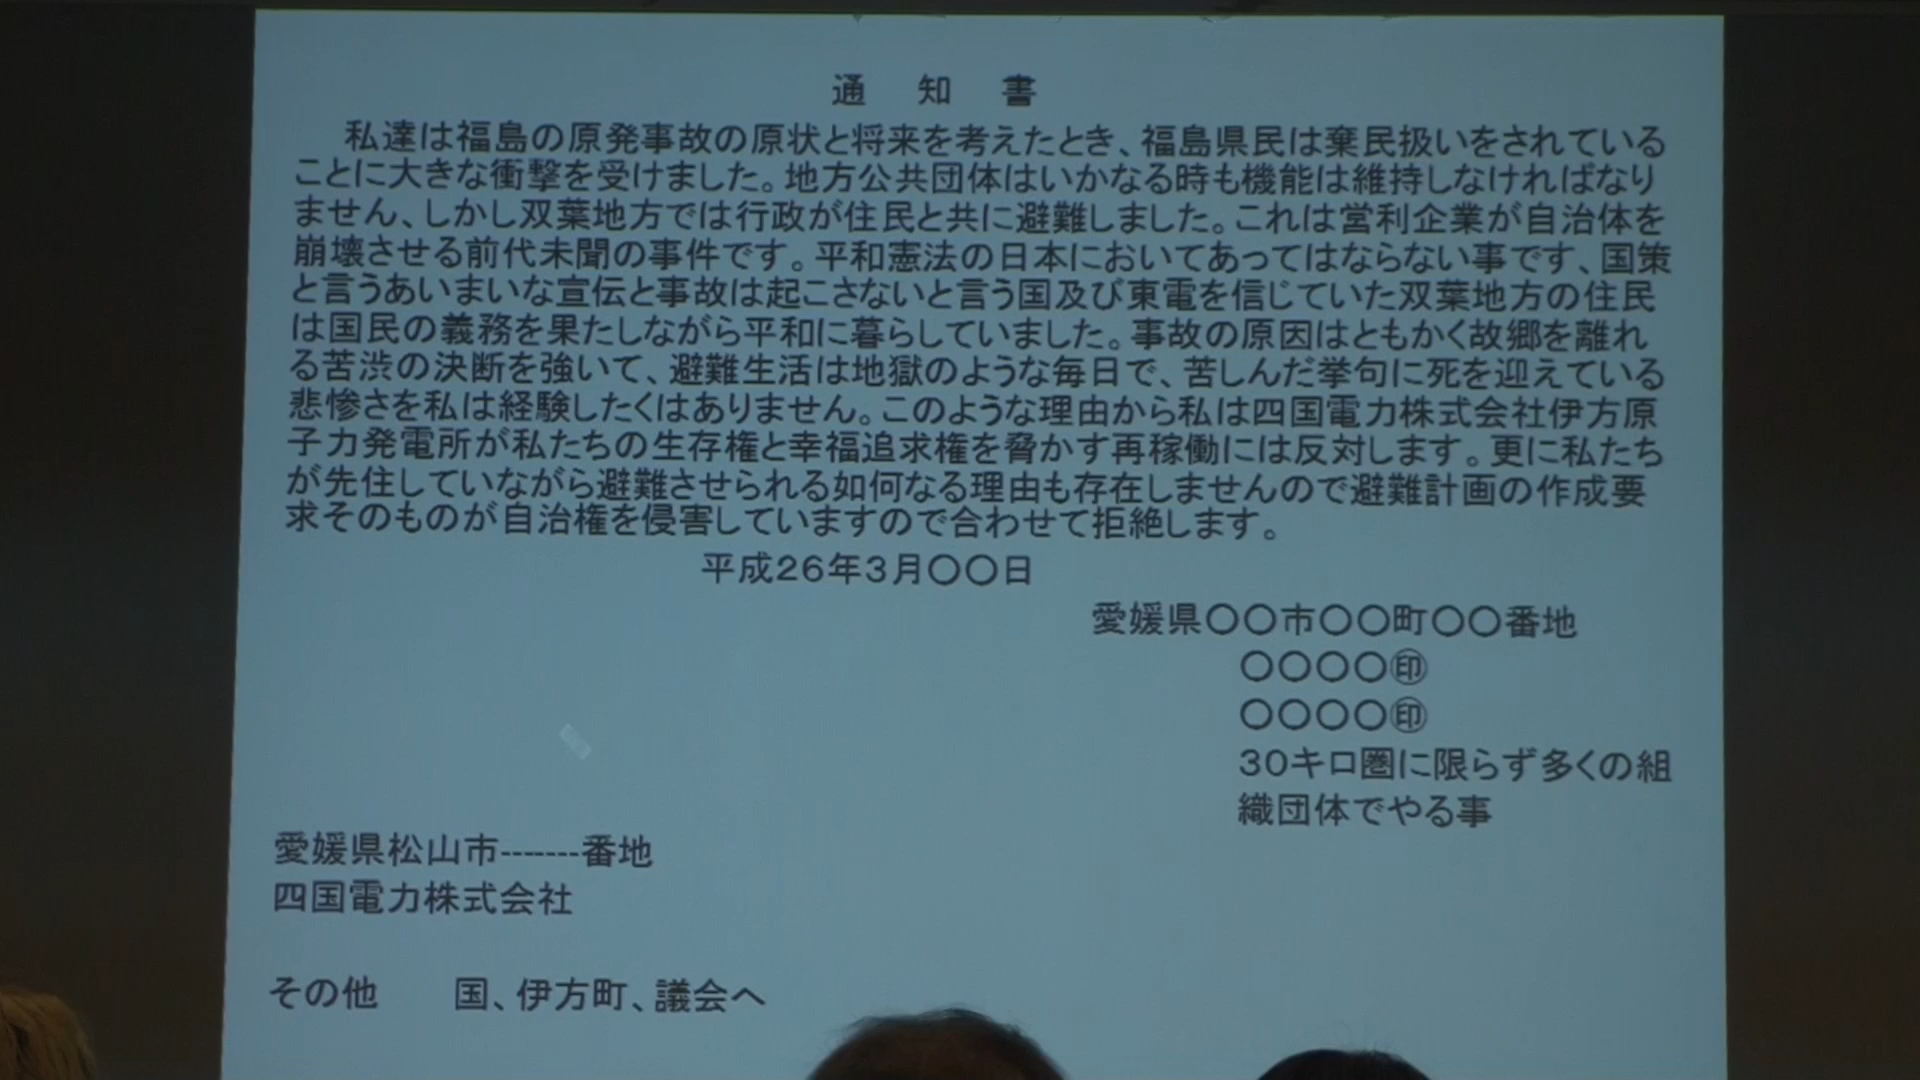 通　知　書
私達は福島の原発事故の原状と将来を考えたとき、福島県民は棄民扱いをされている
ことに大きな衝撃を受けました。地方公共団体はいかなる時も機能は維持しなければなり
ません、しかし双葉地方では行政が住民と共に避難しました。これは営利企業が自治体を
崩壊させる前代未聞の事件です。平和憲法の日本においてあってはならない事です、国策
と言うあいまいな宣伝と事故は起こさないと言う国及び東電を信じていた双葉地方の住民
は国民の義務を果たしながら平和に暮らしていました。事故の原因はともかく故郷を離れ
る苦渋の決断を強いて、避難生活は地獄のような毎日で、苦しんだ挙句に死を迎えている
悲惨さを私は経験したくはありません。このような理由から私は四国電力株式会社伊方原
子力発電所が私たちの生存権と幸福追求権を脅かす再稼働には反対します。更に私たち
が先住していながら避難させられる如何なる理由も存在しませんので避難計画の作成要
求そのものが自治権を侵害していますので合わせて拒絶します。
平成２６年３月〇〇日
愛媛県〇〇市〇〇町〇〇番地
〇〇〇〇㊞
〇〇〇〇㊞
３０キロ圏に限らず多くの組
織団体でやる事
愛媛県松山市-------番地
四国電力株式会社
その他　　国、伊方町、議会へ